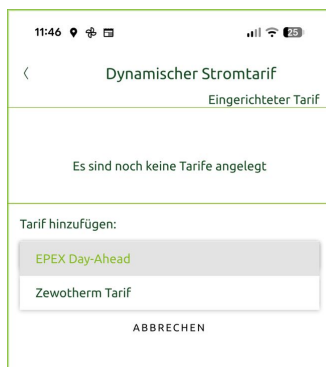 11:46
25
Dynamischer Stromtarif
Eingerichteter Tarif
Es sind noch keine Tarife angelegt
Tarif hinzufügen:
EPEX Day-Ahead
Zewotherm Tarif
ABBRECHEN